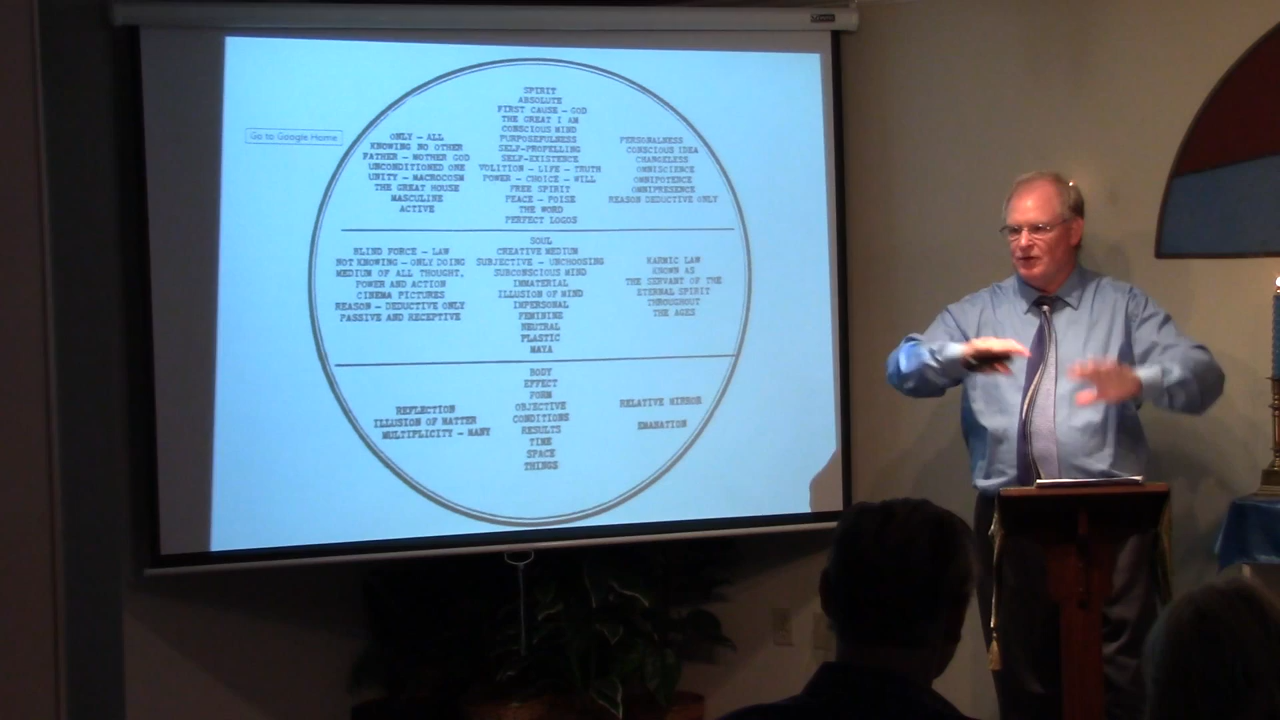 Go to Google Home
SPIRIT
ABSOLUTE
FIRST CAUSE — GOD
THE GREAT I AM
CONSCIOUS MIND
PURPOSEFULNESS
SELF-PROPELLING
SELF-EXISTENCE
VOLITION — LIFE — TRUTH
POWER — CHOICE — WILL
FREE SPIRIT
PEACE — POISE
THE WORD
PERFECT LOGOS
ONLY — ALL
KNOWING NO OTHER
FATHER — MOTHER GOD
UNCONDITIONED ONE
UNITY — MACROCOSM
THE GREAT HOUSE
MASCULINE
ACTIVE
PERSONALNESS
CONSCIOUS IDEA
CHANGELESS
OMNISCIENCE
OMNIPOTENCE
OMNIPRESENCE
REASON DEDUCTIVE ONLY
BLIND FORCE — LAW
NOT KNOWING — ONLY DOING
MEDIUM OF ALL THOUGHT,
POWER AND ACTION
CINEMA PICTURES
REASON — DEDUCTIVE ONLY
PASSIVE AND RECEPTIVE
SOUL
CREATIVE MEDIUM
SUBJECTIVE — UNCHOOSING
SUBCONSCIOUS MIND
IMMATERIAL
ILLUSION OF MIND
IMPERSONAL
FEMININE
NEUTRAL
PLASTIC
MAYA
KARMIC LAW
KNOWN AS
THE SERVANT OF THE
ETERNAL SPIRIT
THROUGHOUT
THE AGES
REFLECTION
ILLUSION OF MATTER
MULTIPLICITY — MANY
BODY
EFFECT
FORM
OBJECTIVE
CONDITIONS
RESULTS
TIME
SPACE
THINGS
RELATIVE MIRROR
EMANATION